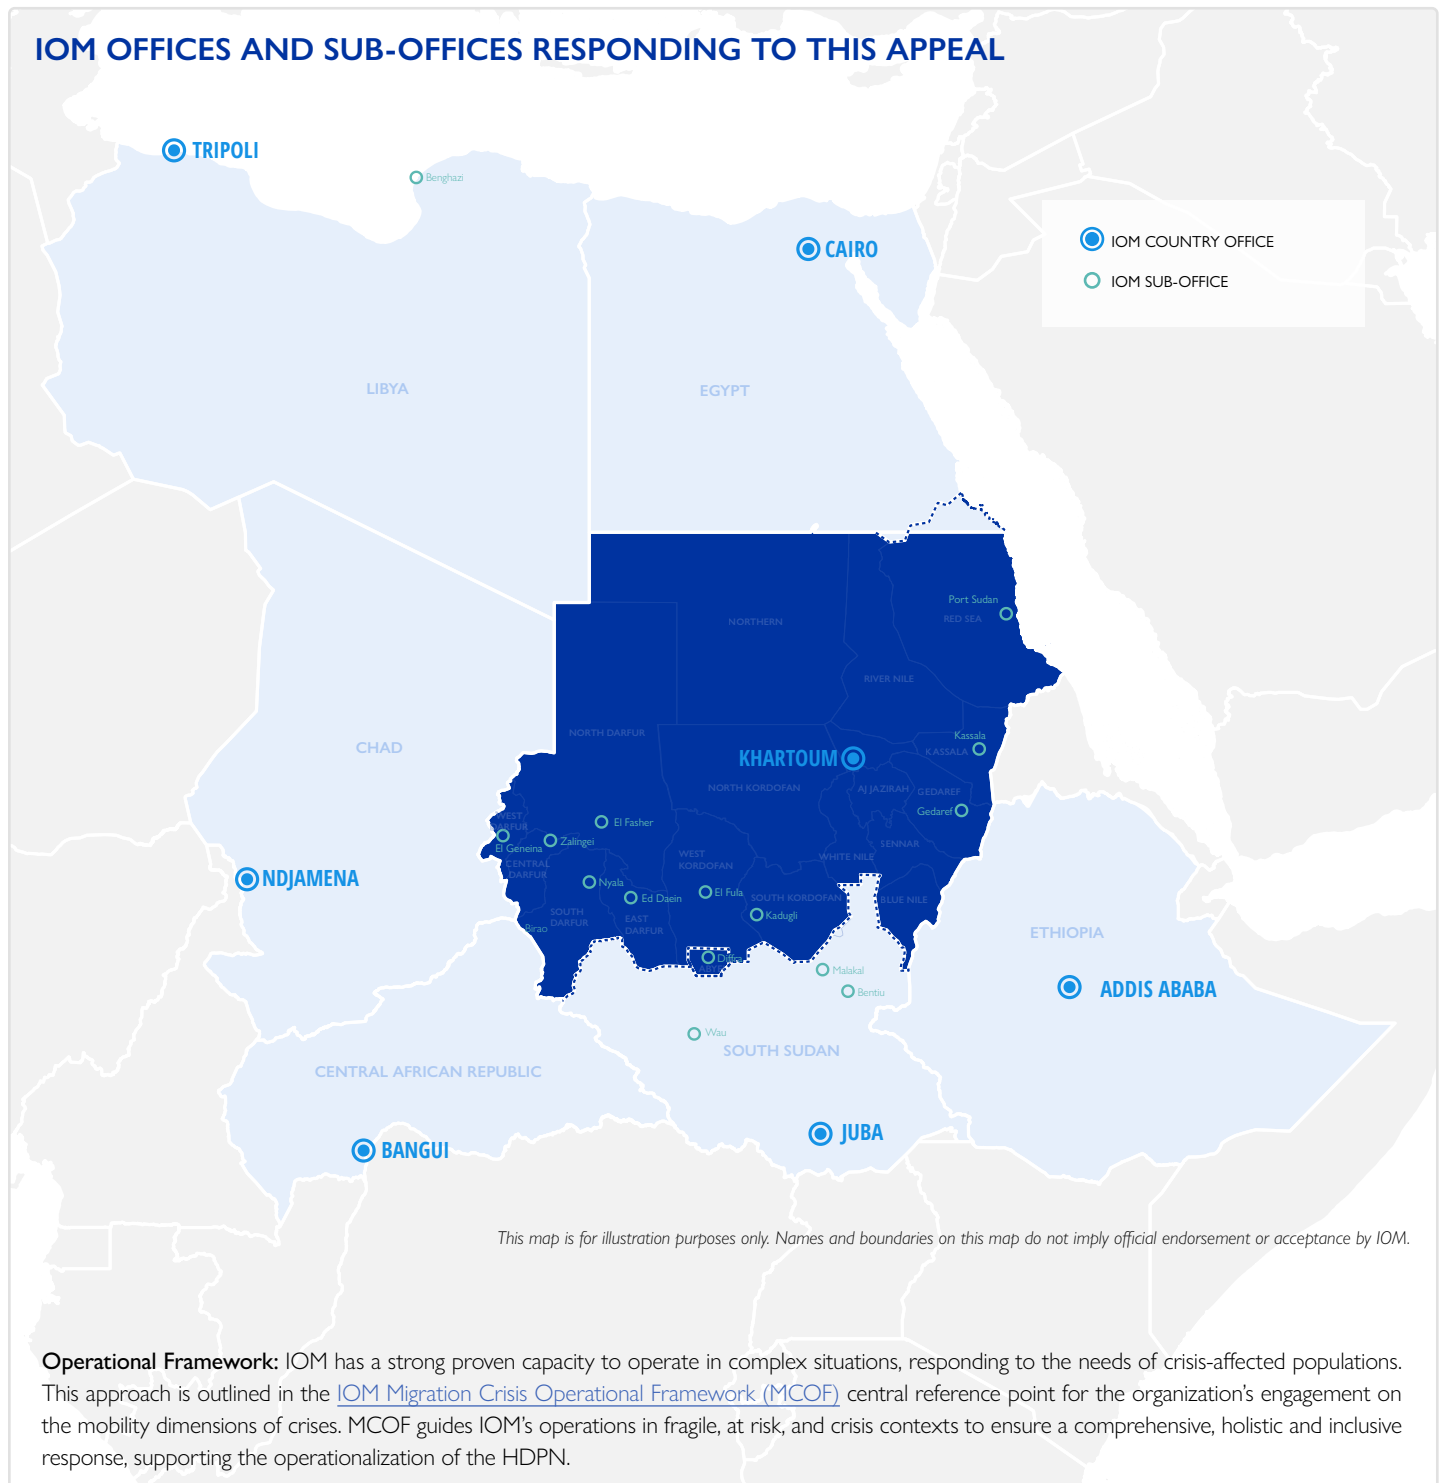 IOM OFFICES AND SUB-OFFICES RESPONDING TO THIS APPEAL
TRIPOLI
Benghazi
CAIRO
IOM COUNTRY OFFICE
IOM SUB-OFFICE
LIBYA
EGYPT
Port Sudan
RED SEA
NORTHERN
RIVER NILE
NORTH DARFUR
CHAD
Kassala
KASSALA
KHARTOUM
NORTH KORDOFAN
AJ JAZIRAH
GEDAREF
Gedaref
WEST
DARFUR
El Fasher
El Geneina
Zalingei
SENNAR
WHITE NILE
WEST
KORDOFAN
CENTRAL
DARFUR
NDJAMENA
Nyala
Ed Daein
El Fula
SOUTH KORDOFAN
BLUE NILE
Kadugli
SOUTH
DARFUR
EAST
DARFUR
Birao
ETHIOPIA
Diffra
Malakal
Bentiu
ADDIS ABABA
Wau
SOUTH SUDAN
CENTRAL AFRICAN REPUBLIC
JUBA
BANGUI
This map is for illustration purposes only. Names and boundaries on this map do not imply official endorsement or acceptance by IOM.
Operational Framework: IOM has a strong proven capacity to operate in complex situations, responding to the needs of crisis-affected populations.
This approach is outlined in the IOM Migration Crisis Operational Framework (MCOF) central reference point for the organization’s engagement on
the mobility dimensions of crises. MCOF guides IOM’s operations in fragile, at risk, and crisis contexts to ensure a comprehensive, holistic and inclusive
response, supporting the operationalization of the HDPN.